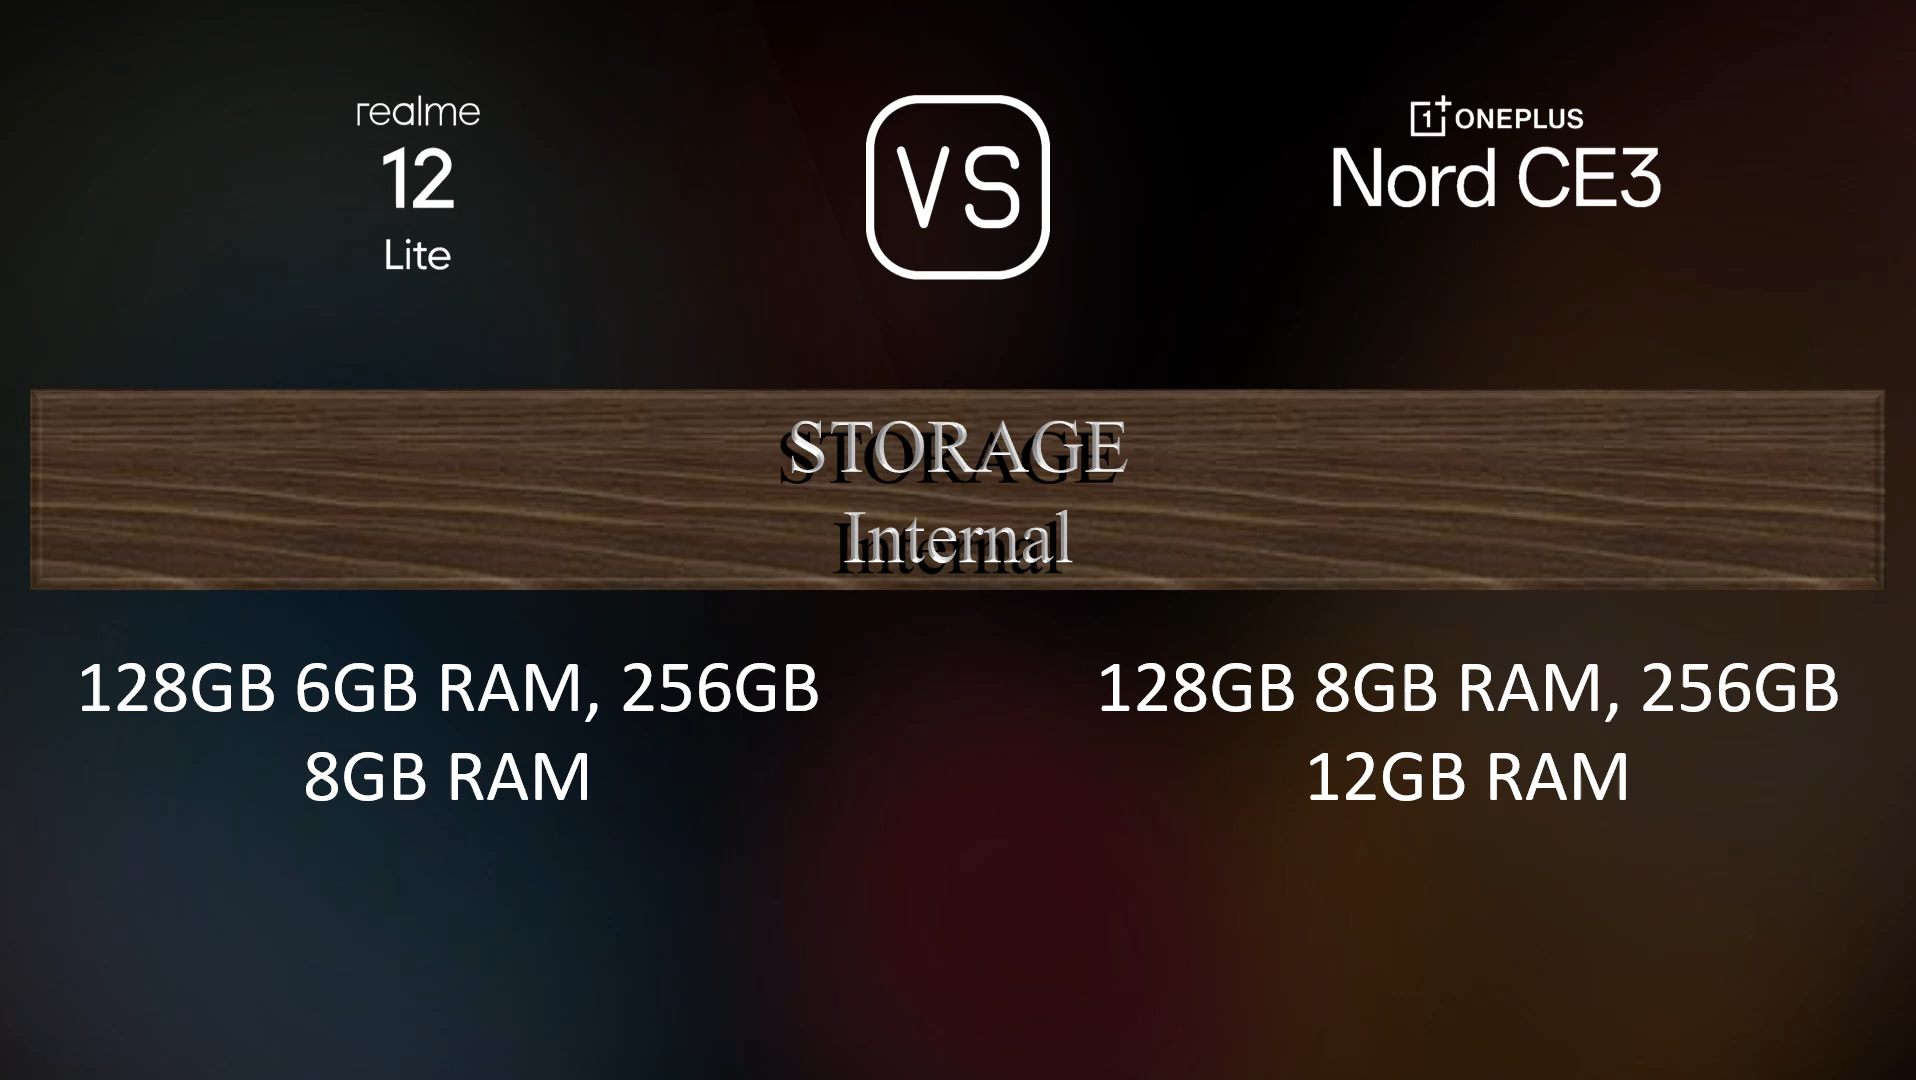 realme
12
Lite
VS
1+ ONEPLUS
Nord CE3
STORAGE
Internal
128GB 6GB RAM, 256GB
8GB RAM
128GB 8GB RAM, 256GB
12GB RAM